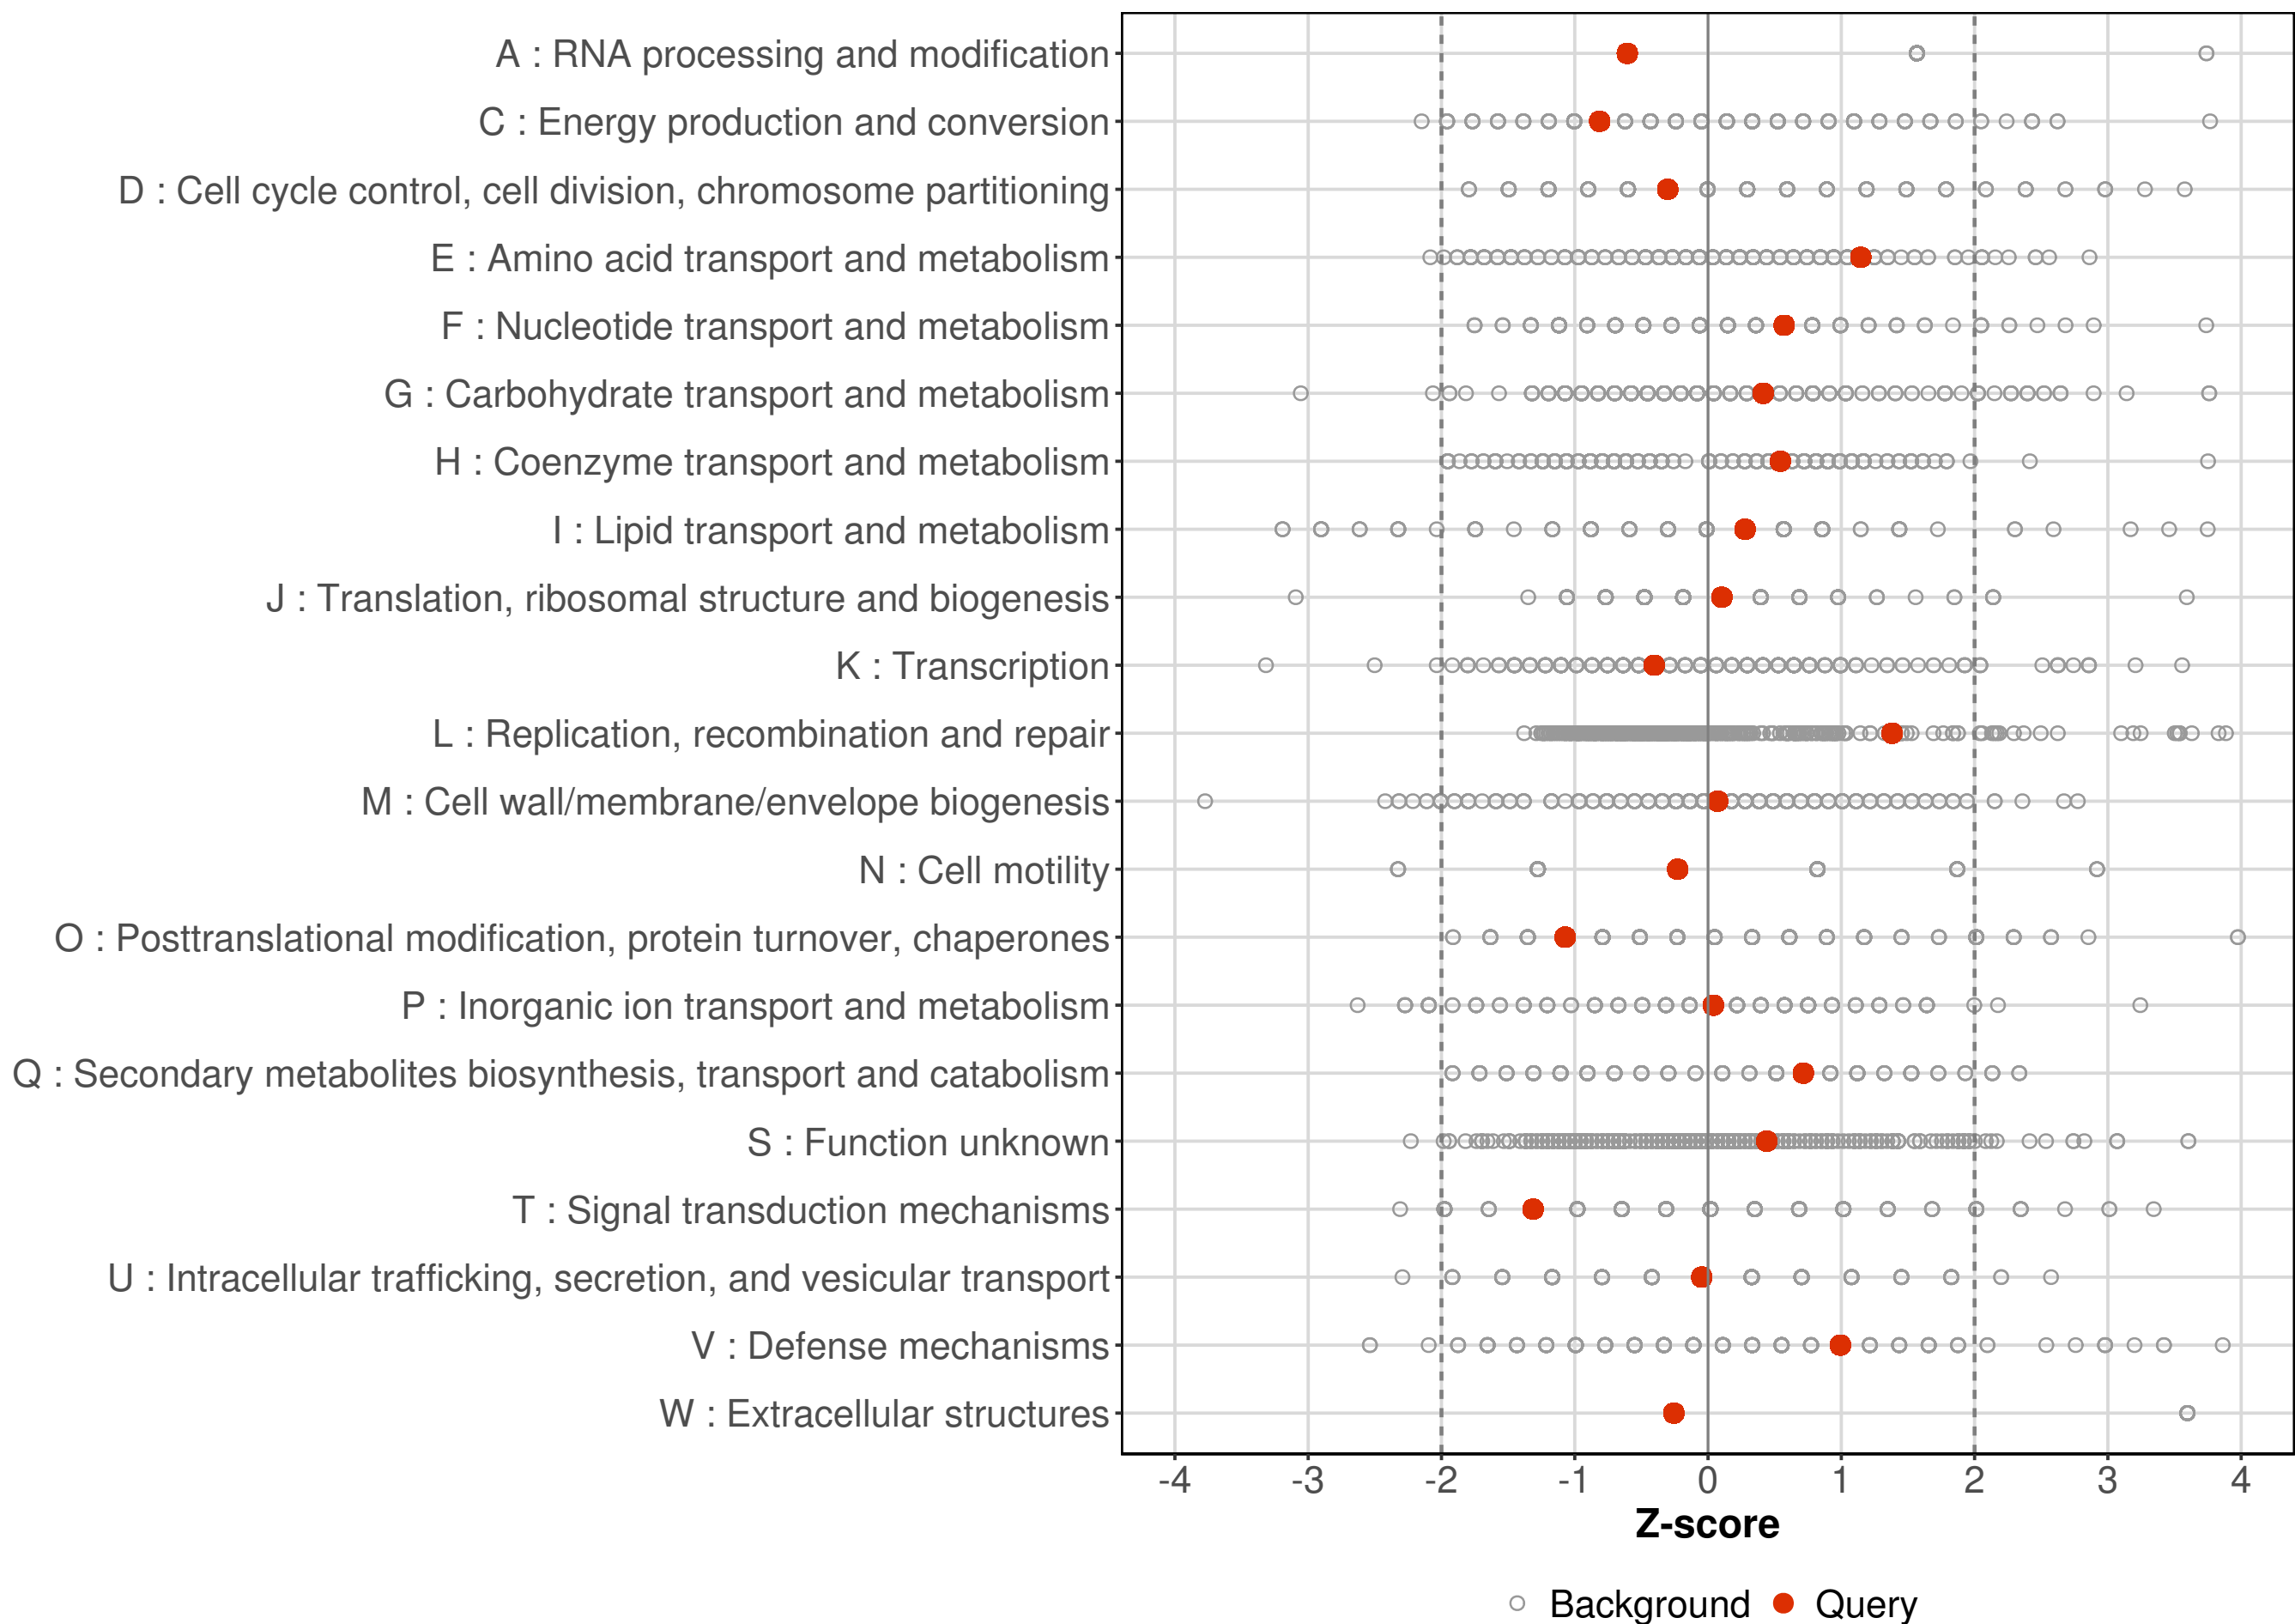 A : RNA processing and modification
C : Energy production and conversion
D : Cell cycle control, cell division, chromosome partitioning
E : Amino acid transport and metabolism
F : Nucleotide transport and metabolism
G : Carbohydrate transport and metabolism
H : Coenzyme transport and metabolism
I : Lipid transport and metabolism
J : Translation, ribosomal structure and biogenesis
K : Transcription
L : Replication, recombination and repair
M : Cell wall/membrane/envelope biogenesis
N : Cell motility
O : Posttranslational modification, protein turnover, chaperones
P : Inorganic ion transport and metabolism
Q : Secondary metabolites biosynthesis, transport and catabolism
S : Function unknown
T : Signal transduction mechanisms
U : Intracellular trafficking, secretion, and vesicular transport
V : Defense mechanisms
W : Extracellular structures
-4 -3 -2 -1 0 1 2 3 4
Z-score
Background Query